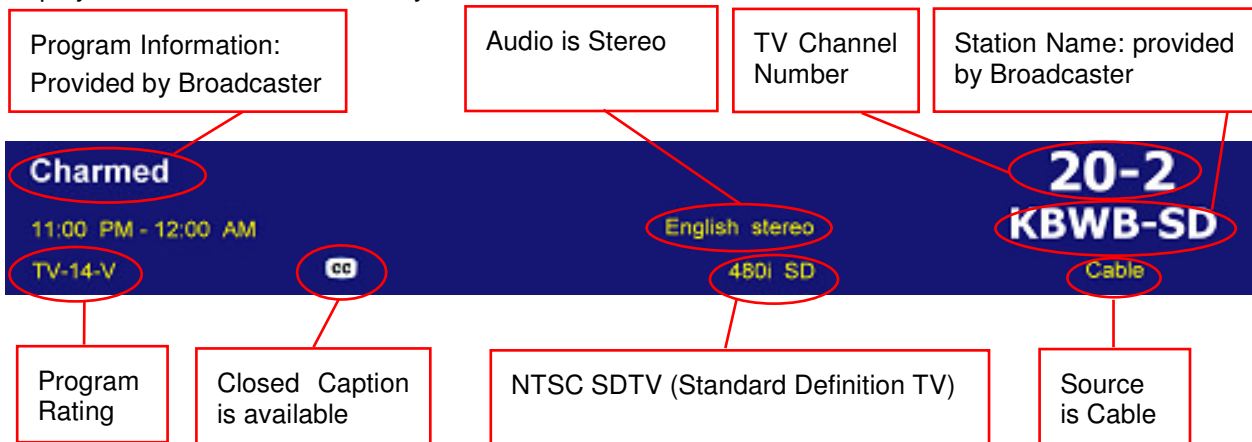 Program Information:
Provided by Broadcaster
Audio is Stereo
TV Channel
Number
Station Name: provided
by Broadcaster
Charmed
20-2
11:00 PM - 12:00 AM
English stereo
KBWB-SD
TV-14-V
cc
480i SD
Cable
Program
Rating
Closed Caption
is available
NTSC SDTV (Standard Definition TV)
Source
is Cable